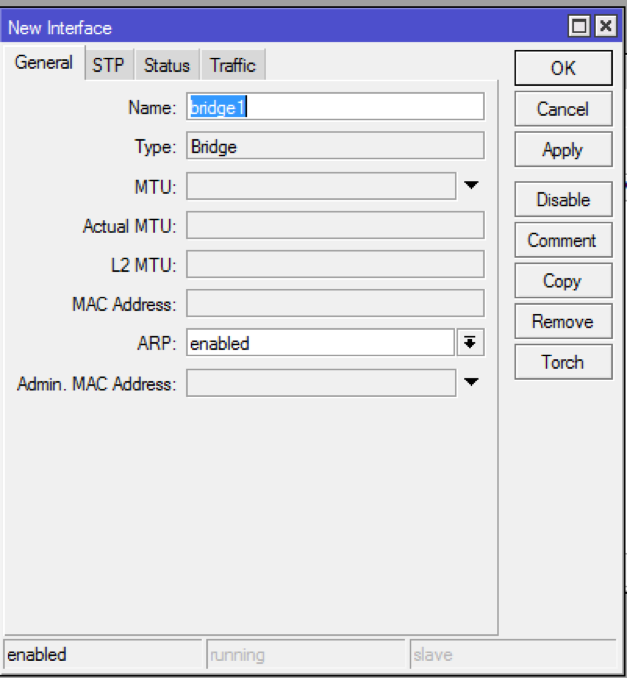 New Interface
General STP Status Traffic
OK
Name: bridge1
Cancel
Type: Bridge
Apply
MTU:
Disable
Actual MTU:
Comment
L2 MTU:
Copy
MAC Address:
Remove
ARP: enabled
Torch
Admin. MAC Address:
enabled running slave